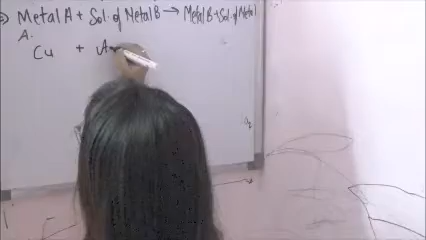 Metal A + Sol. of Metal B → Metal B + Sol. of Metal
A.
Cu +